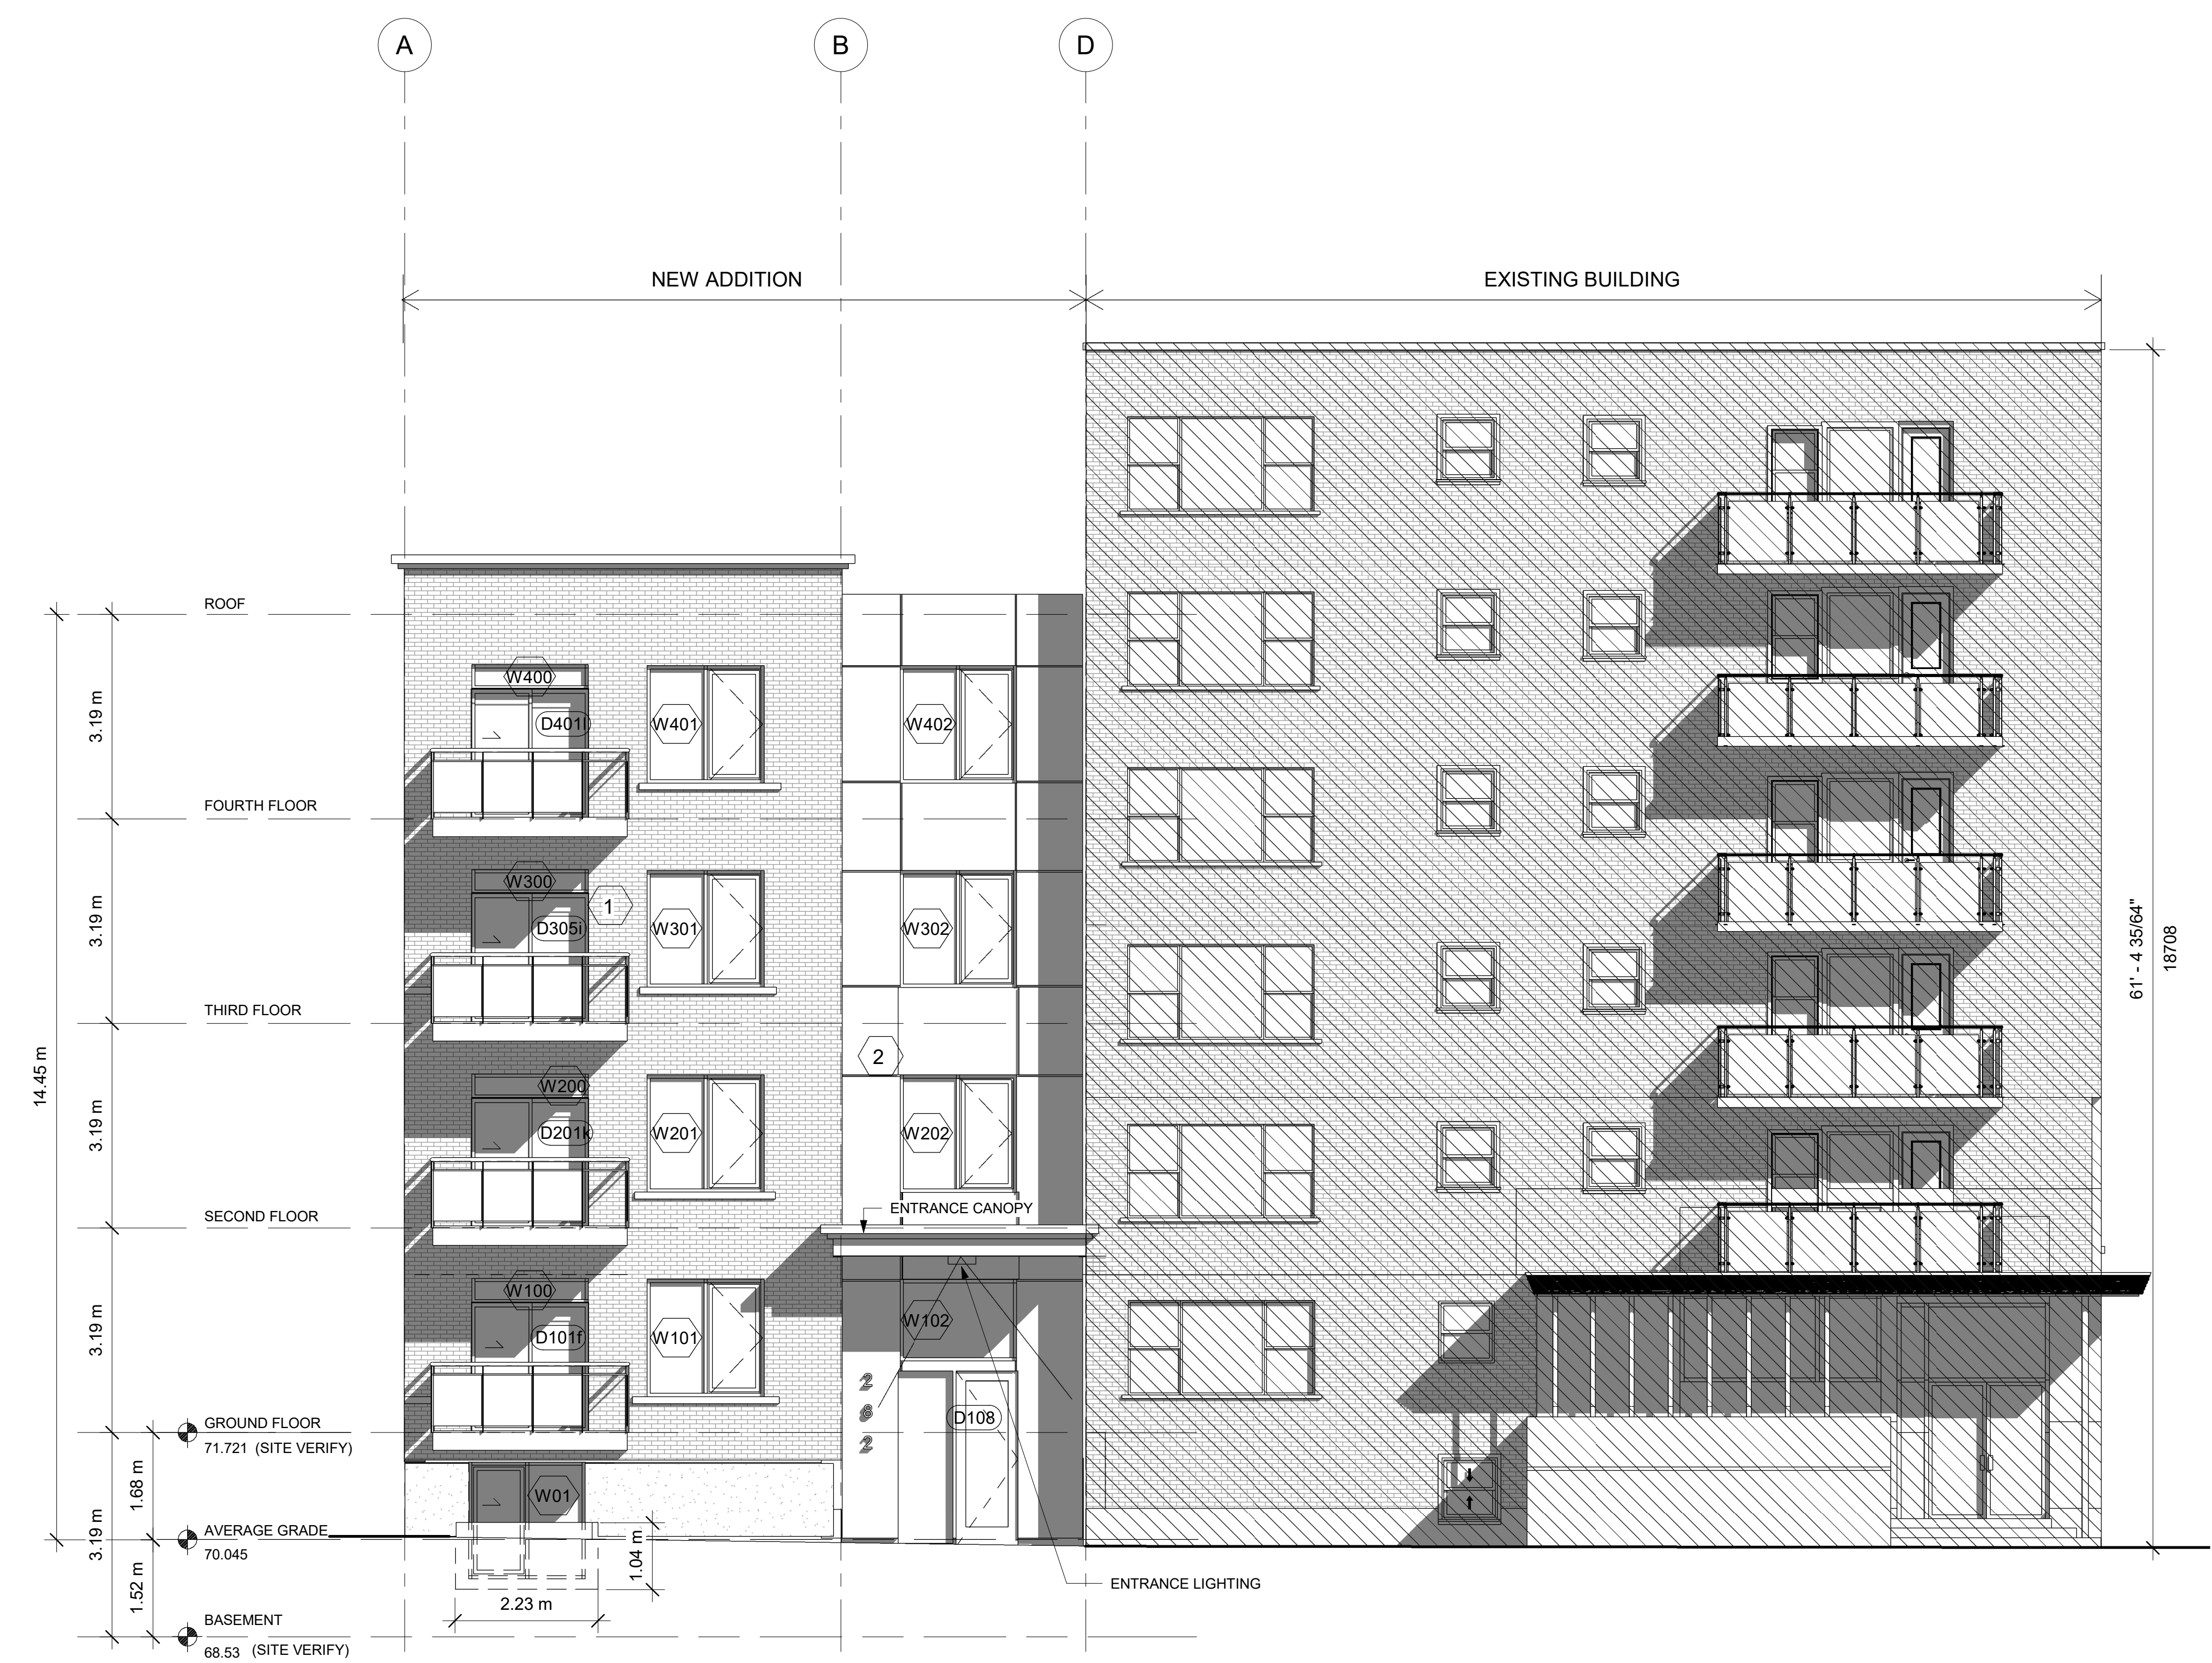 A
B
D
NEW ADDITION
EXISTING BUILDING
ROOF
W400
D401l
W401
W402
3.19 m
FOURTH FLOOR
W300
1
D305i
W301
W302
3.19 m
61' - 4 35/64"
18708
THIRD FLOOR
2
14.45 m
W200
D201k
W201
W202
3.19 m
SECOND FLOOR
ENTRANCE CANOPY
W100
D101f
W101
W102
3.19 m
2
6
2
D108
GROUND FLOOR
71.721 (SITE VERIFY)
1.68 m
W01
AVERAGE GRADE
70.045
3.19 m
1.52 m
1.04 m
2.23 m
ENTRANCE LIGHTING
BASEMENT
68.53 (SITE VERIFY)